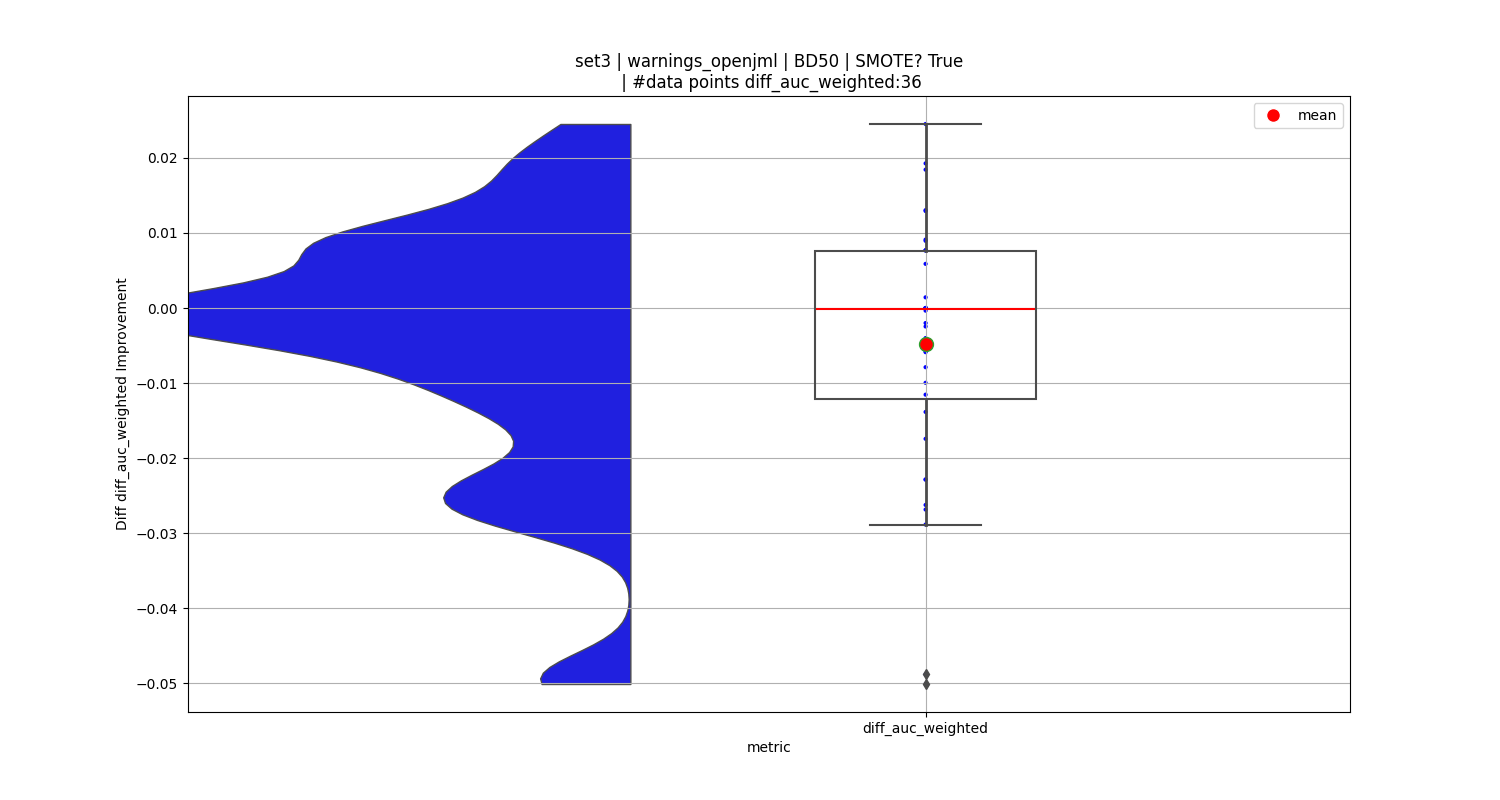 set3 | warnings_openjml | BD50 | SMOTE? True
| #data points diff_auc_weighted:36
mean
0.02
0.01
0.00
−0.01
−0.02
−0.03
−0.04
−0.05
Diff diff_auc_weighted Improvement
diff_auc_weighted
metric